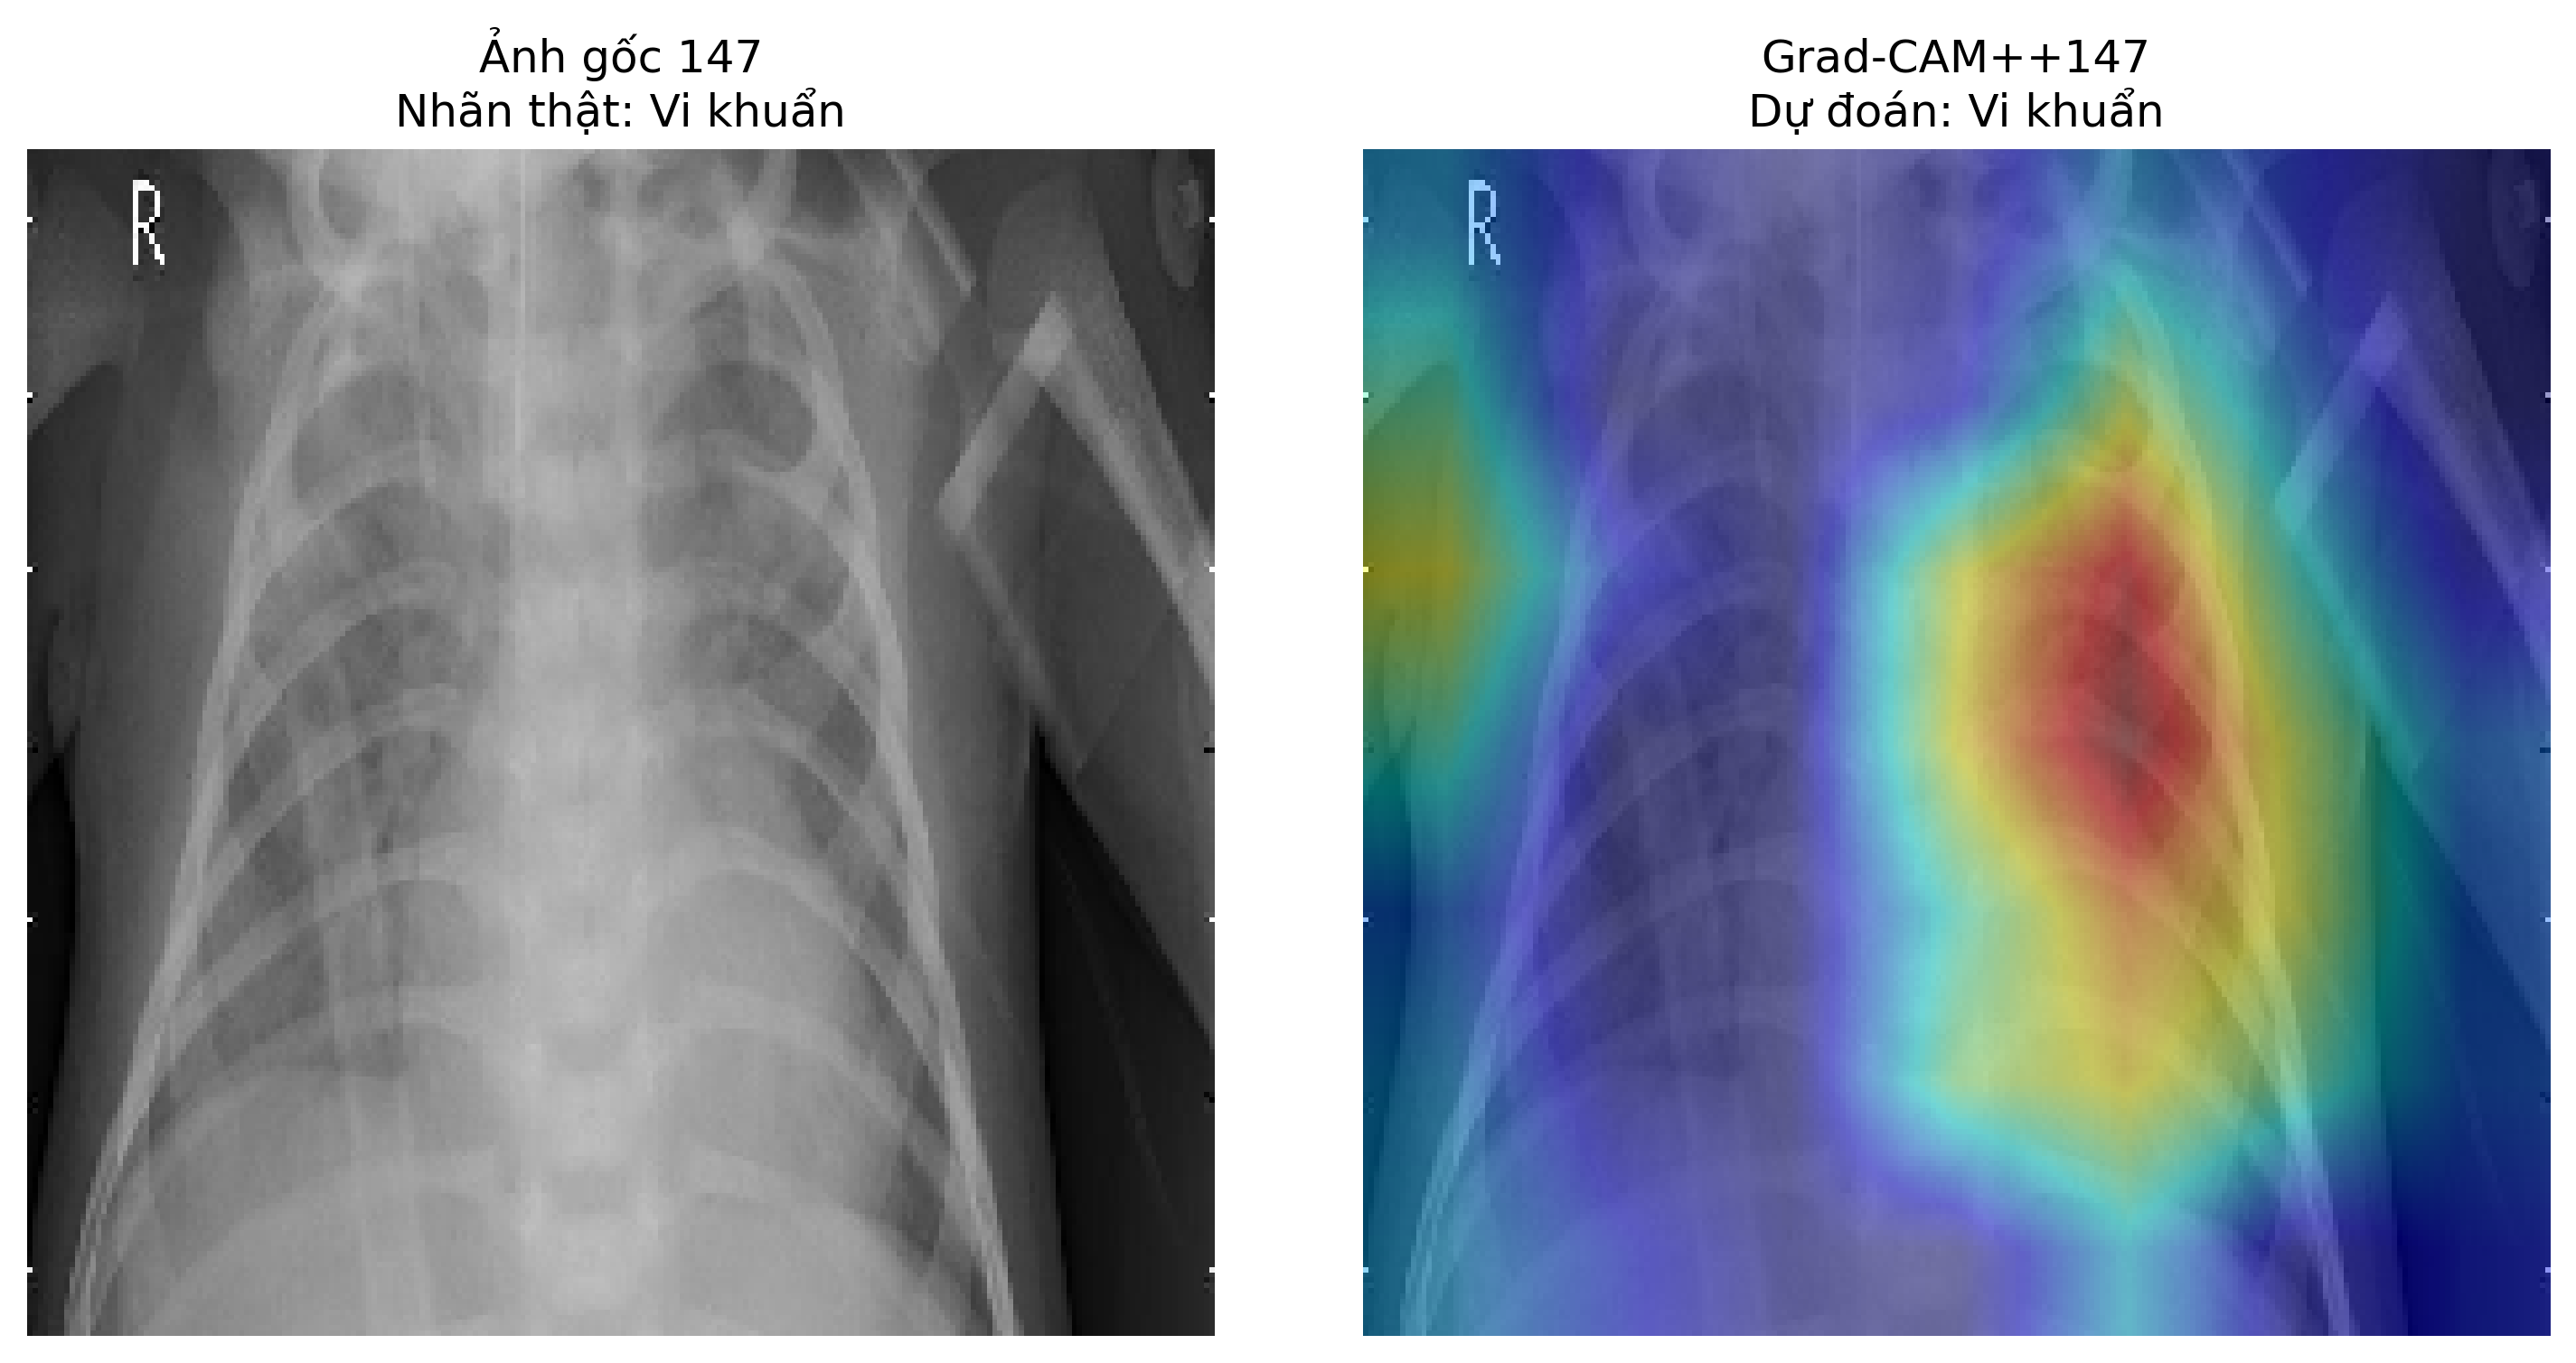 Ảnh gốc 147
Nhãn thật: Vi khuẩn
Grad-CAM++147
Dự đoán: Vi khuẩn
R
R